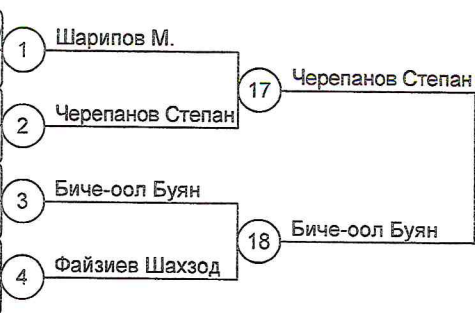 1 Шарипов М.
17 Черепанов Степан
2 Черепанов Степан
3 Биче-оол Буян
18 Биче-оол Буян
4 Файзиев Шахзод